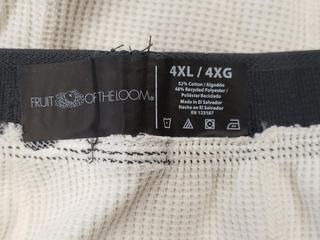 FRUIT OF THE LOOM®
4XL / 4XG
52% Cotton / Algodón
48% Recycled Polyester /
Poliéster Reciclado
Made in El Salvador
Hecho en El Salvador
RN 123187